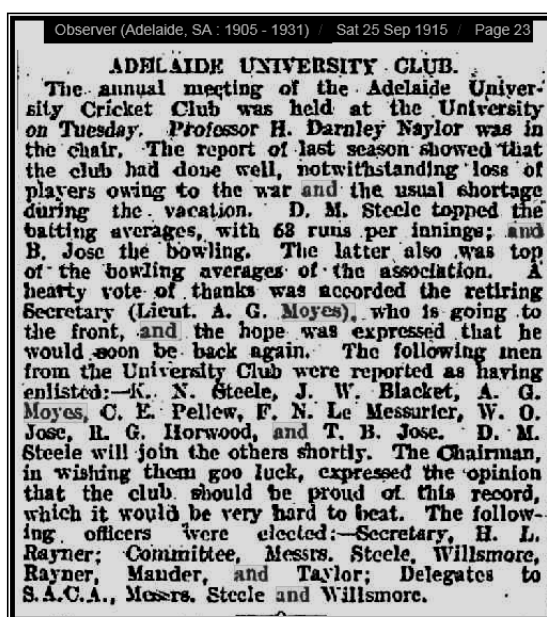 Observer (Adelaide, SA : 1905 - 1931) / Sat 25 Sep 1915 / Page 23
ADELAIDE UNIVERSITY CLUB.
The annual meeting of the Adelaide Univer-
sity Cricket Club was held at the University
on Tuesday. Professor H. Darnley Naylor was in
the chair. The report of last season showed that
the club had done well, notwithstanding loss of
players owing to the war and the usual shortage
during the vacation. D. M. Steele topped the
batting averages, with 63 runs per innings; and
B. Jose the bowling. The latter also was top
of the bowling averages of the association. A
hearty vote of thanks was accorded the retiring
Secretary (Lieut. A. G. Moyes), who is going to
the front, and the hope was expressed that he
would soon be back again. The following men
from the University Club were reported as having
enlisted:—K. N. Steele, J. W. Blacket, A. G.
Moyes, C. E. Pellew, F. N. Le Messurier, W. O.
Jose, R. G. Horwood, and T. B. Jose. D. M.
Steele will join the others shortly. The Chairman,
in wishing them goo luck, expressed the opinion
that the club should be proud of this record,
which it would be very hard to beat. The follow-
ing officers were elected:—Secretary, H. L.
Rayner; Committee, Messrs. Steele, Willsmore,
Rayner, Mander, and Taylor; Delegates to
S.A.C.A., Messrs. Steele and Willsmore.